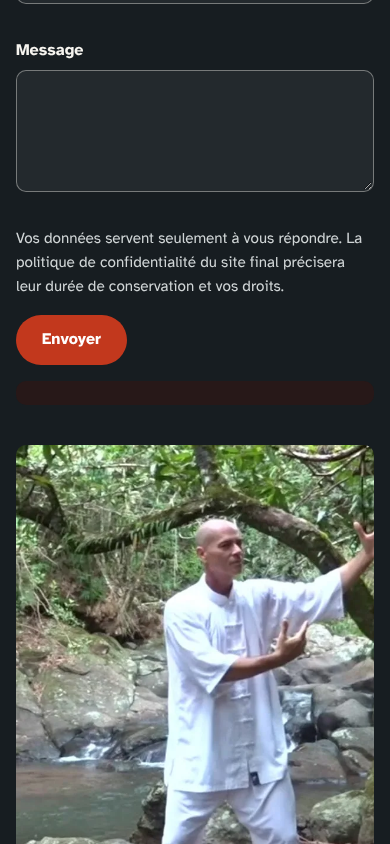 Message
Vos données servent seulement à vous répondre. La
politique de confidentialité du site final précisera
leur durée de conservation et vos droits.
Envoyer